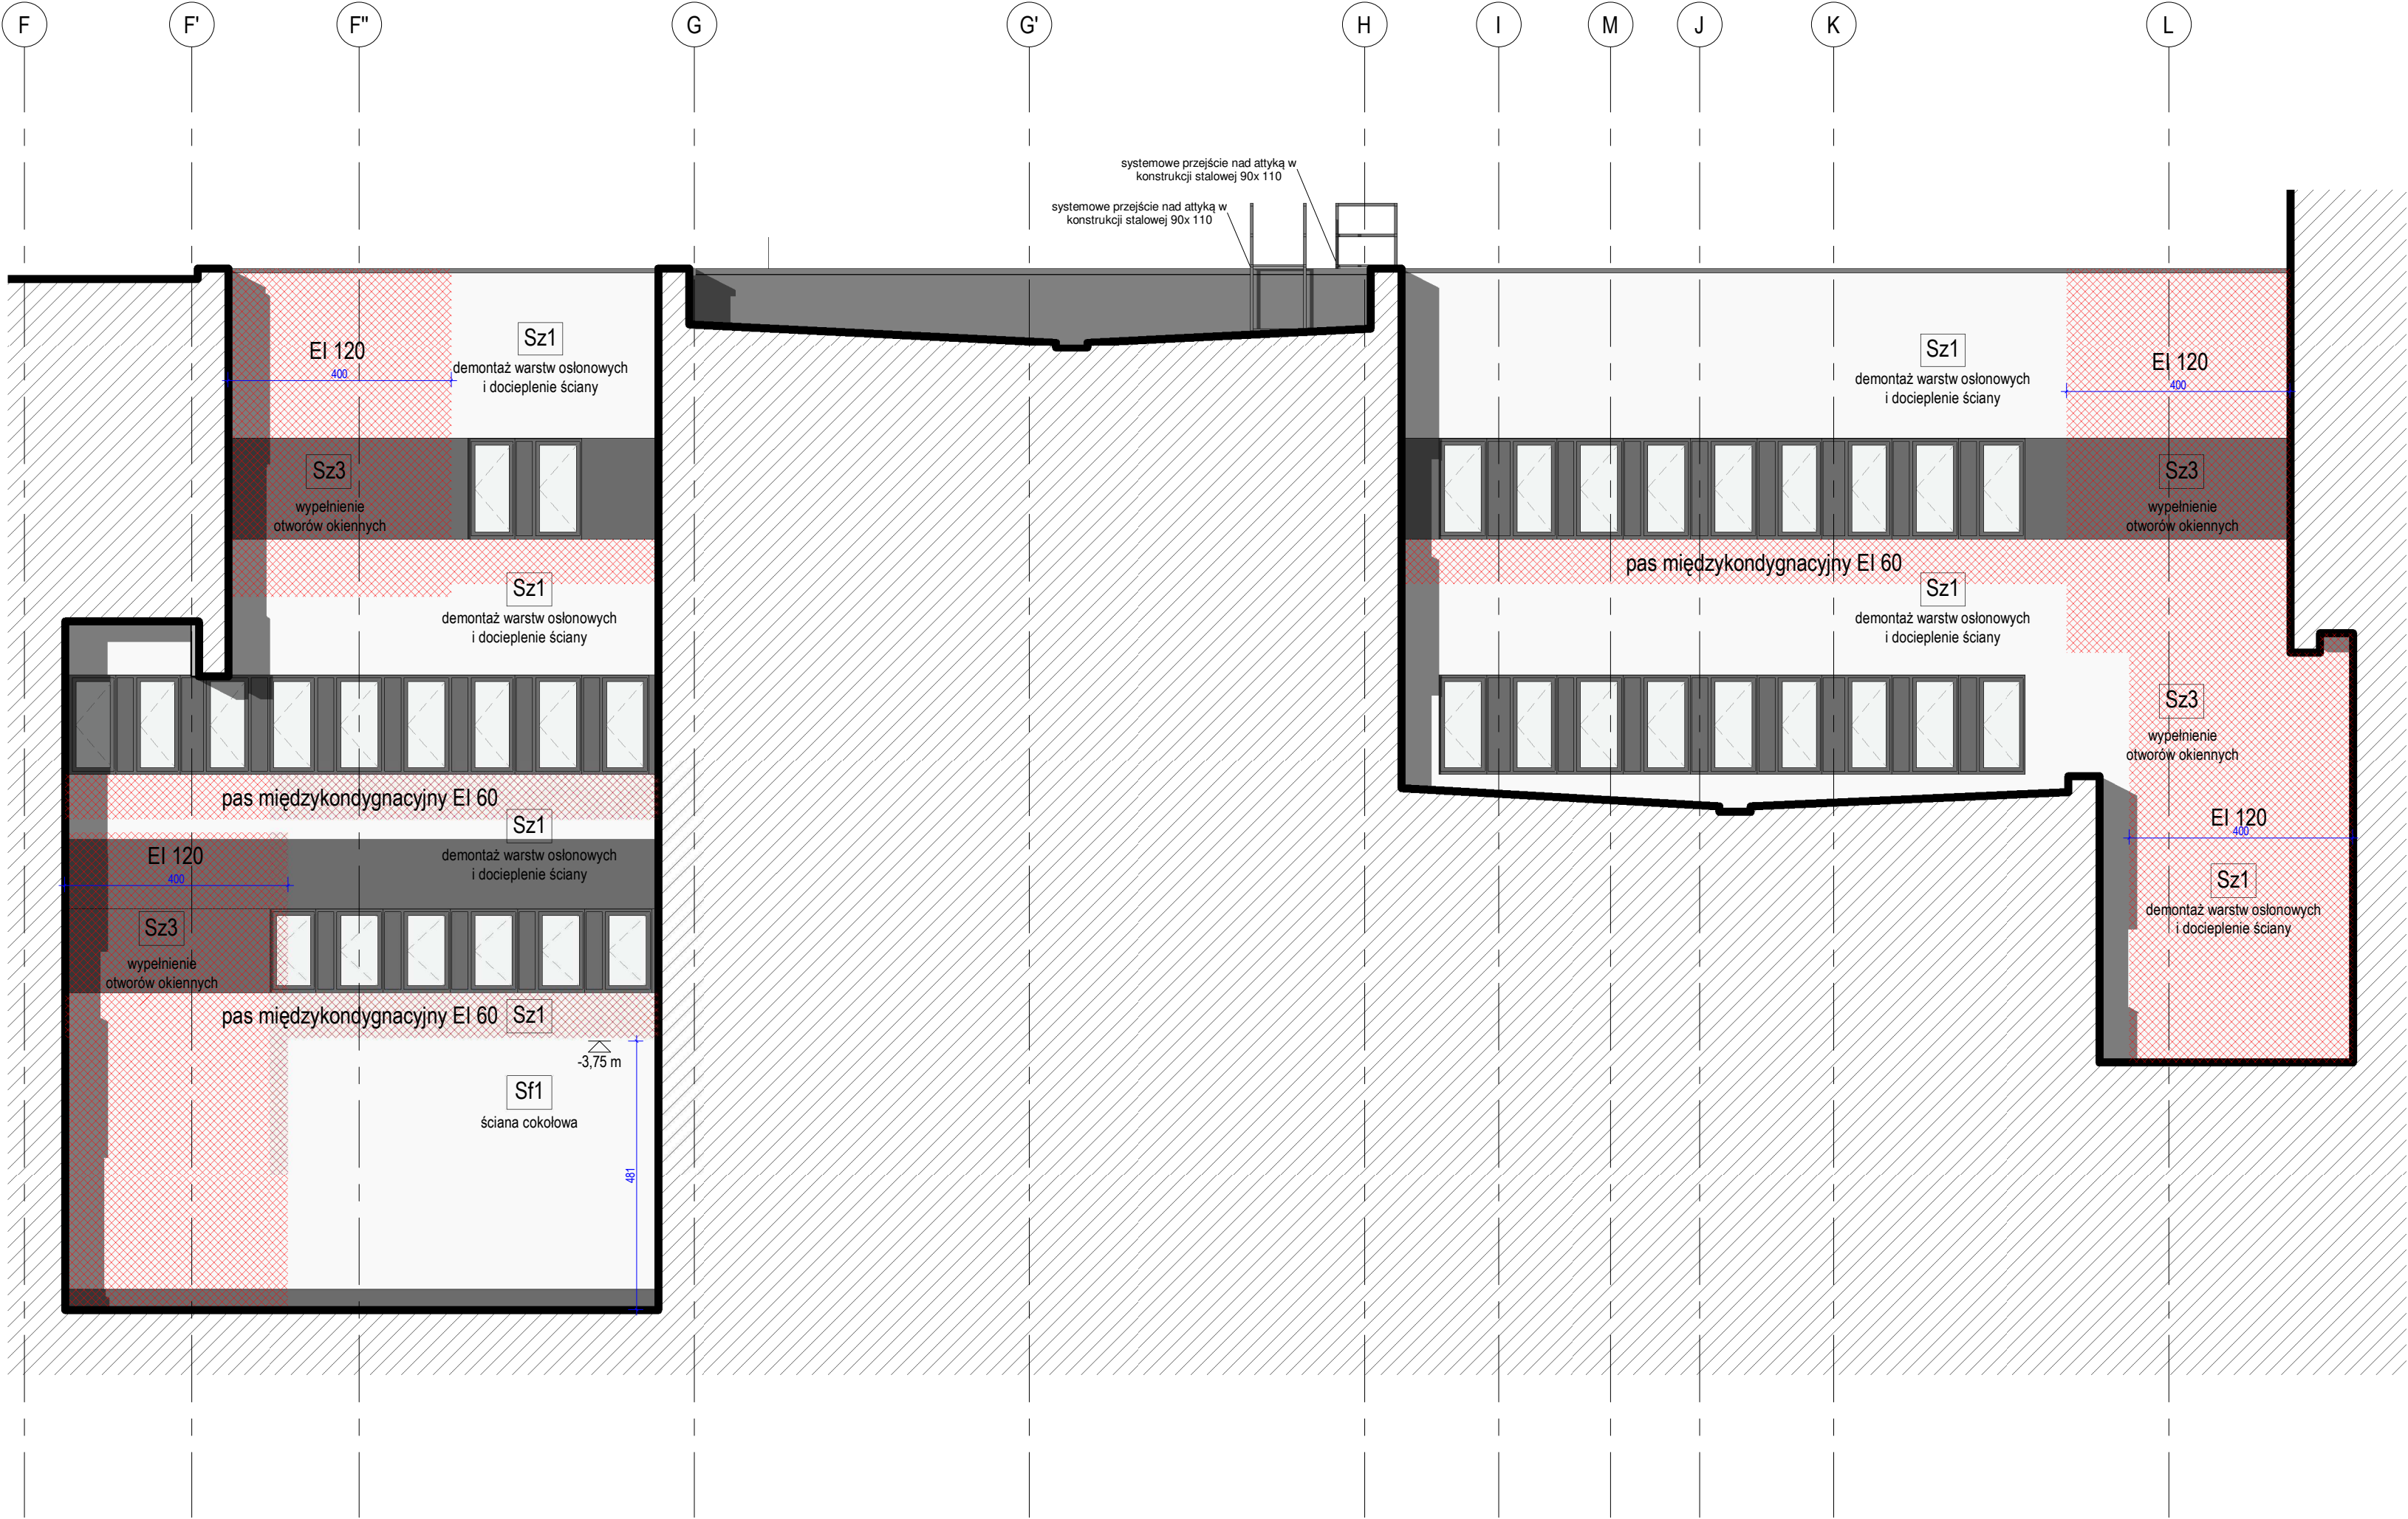 F F' F" G G' H I M J K L
systemowe przejście nad attyką w
konstrukcji stalowej 90x 110
systemowe przejście nad attyką w
konstrukcji stalowej 90x 110
EI 120
400
Sz1
demontaż warstw osłonowych
i docieplenie ściany
Sz3
wypełnienie
otworów okiennych
Sz1
demontaż warstw osłonowych
i docieplenie ściany
pas międzykondygnacyjny EI 60
Sz1
demontaż warstw osłonowych
i docieplenie ściany
EI 120
400
Sz3
wypełnienie
otworów okiennych
pas międzykondygnacyjny EI 60
Sz1
-3,75 m
Sf1
ściana cokołowa
481
Sz1
demontaż warstw osłonowych
i docieplenie ściany
EI 120
400
Sz3
wypełnienie
otworów okiennych
pas międzykondygnacyjny EI 60
Sz1
demontaż warstw osłonowych
i docieplenie ściany
Sz3
wypełnienie
otworów okiennych
EI 120
400
Sz1
demontaż warstw osłonowych
i docieplenie ściany